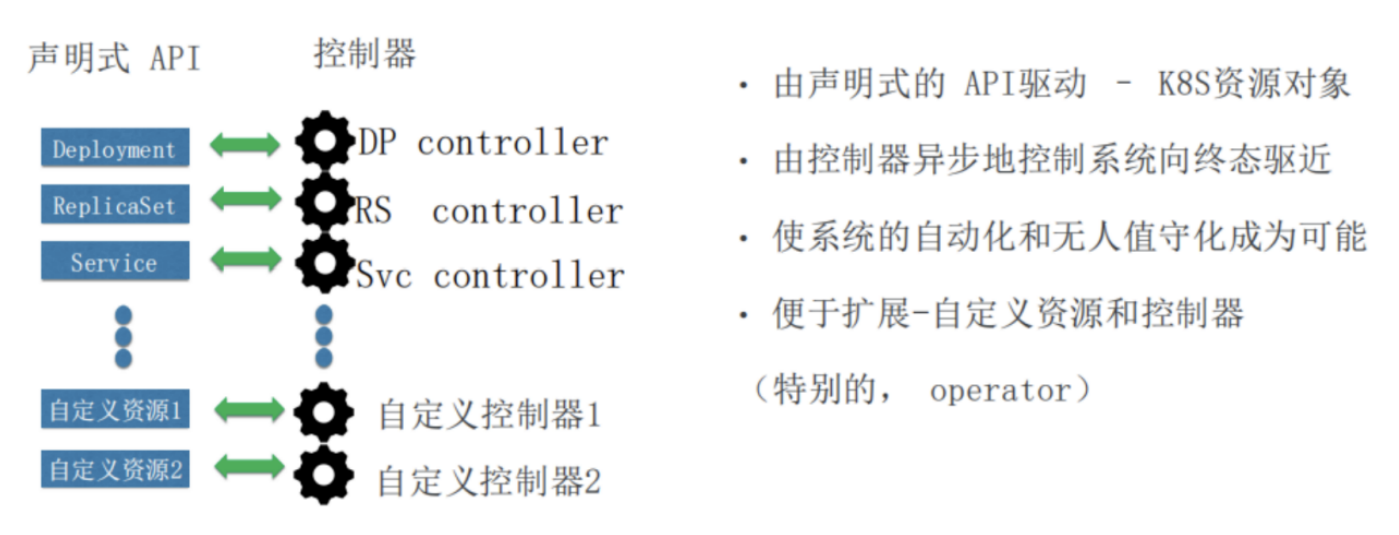 声明式 API
控制器
Deployment
DP controller
ReplicaSet
RS controller
Service
Svc controller
自定义资源1
自定义控制器1
自定义资源2
自定义控制器2
· 由声明式的 API驱动 - K8S资源对象
· 由控制器异步地控制系统向终态驱近
· 使系统的自动化和无人值守化成为可能
· 便于扩展-自定义资源和控制器
（特别的， operator）